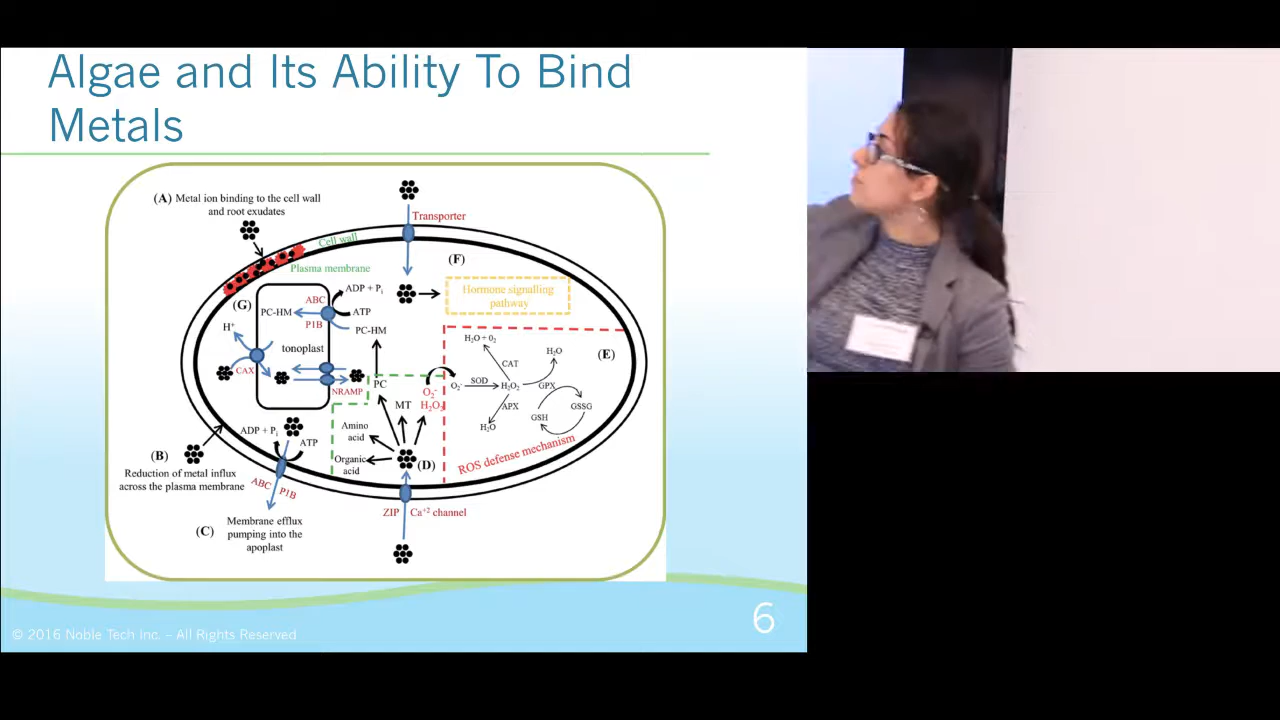 Algae and Its Ability To Bind
Metals
(A) Metal ion binding to the cell wall
and root exudates
Transporter
Cell wall
Plasma membrane
(F)
Hormone signalling
pathway
(G)
ABC
ADP + Pi
PC-HM
ATP
P1B
PC-HM
H+
tonoplast
CAX
NRAMP
PC
H2O + 02
CAT
H2O
(E)
O2-
SOD
H2O2
GPX
O2-
H2O2
MT
APX
GSSG
GSH
H2O
Amino
acid
Organic
acid
(D)
ROS defense mechanism
ADP + Pi
ATP
(B)
Reduction of metal influx
across the plasma membrane
ABC
P1B
ZIP
Ca+2 channel
(C)
Membrane efflux
pumping into the
apoplast
6
© 2016 Noble Tech Inc. – All Rights Reserved